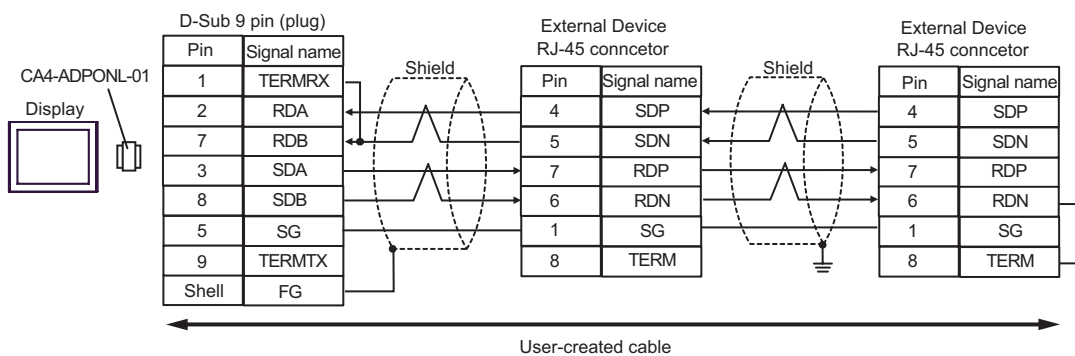 D-Sub 9 pin (plug)
External Device
RJ-45 conncetor
External Device
RJ-45 conncetor
CA4-ADPONL-01
Display
Pin Signal name
1 TERMRX
2 RDA
7 RDB
3 SDA
8 SDB
5 SG
9 TERMTX
Shell FG
Shield
Pin Signal name
4 SDP
5 SDN
7 RDP
6 RDN
1 SG
8 TERM
Shield
Pin Signal name
4 SDP
5 SDN
7 RDP
6 RDN
1 SG
8 TERM
User-created cable